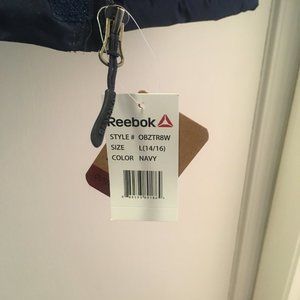 Reebok
STYLE # OBZTR8W
SIZE L(14/16)
COLOR NAVY